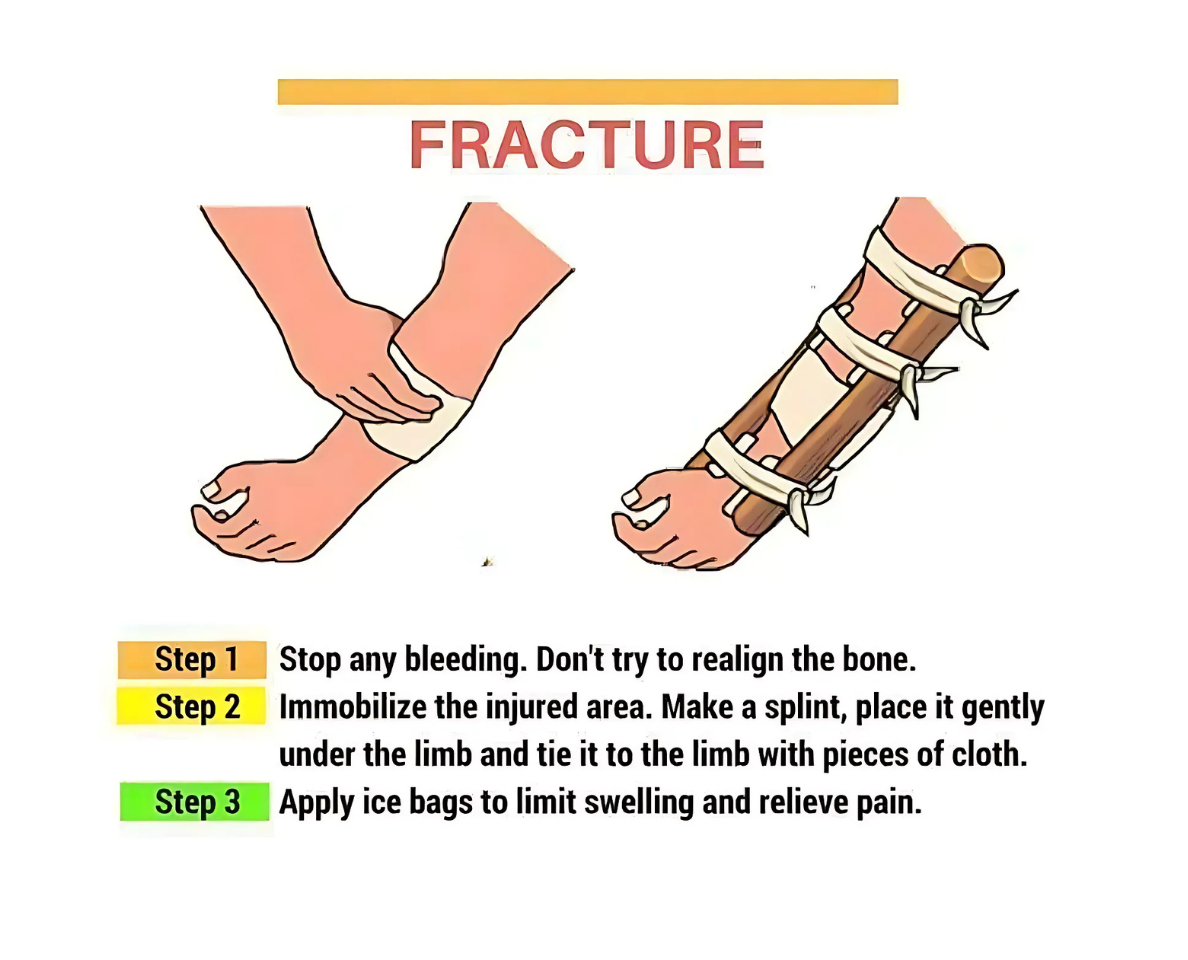 FRACTURE
Step 1 Stop any bleeding. Don't try to realign the bone.
Step 2 Immobilize the injured area. Make a splint, place it gently
under the limb and tie it to the limb with pieces of cloth.
Step 3 Apply ice bags to limit swelling and relieve pain.